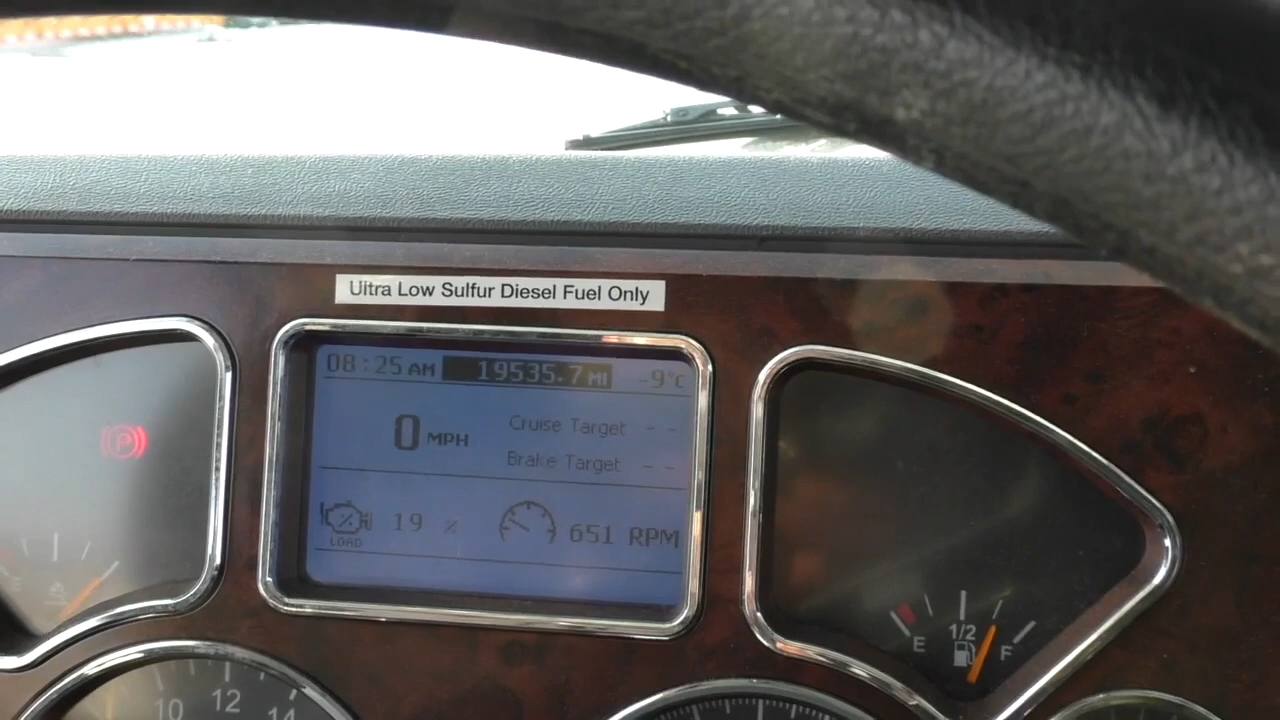 Ultra Low Sulfur Diesel Fuel Only
08:25 AM 19535.7 MI -9°C
0 MPH
Cruise Target - -
Brake Target - -
LOAD
19 %
651 RPM
P
E 1/2 F
10 12 14